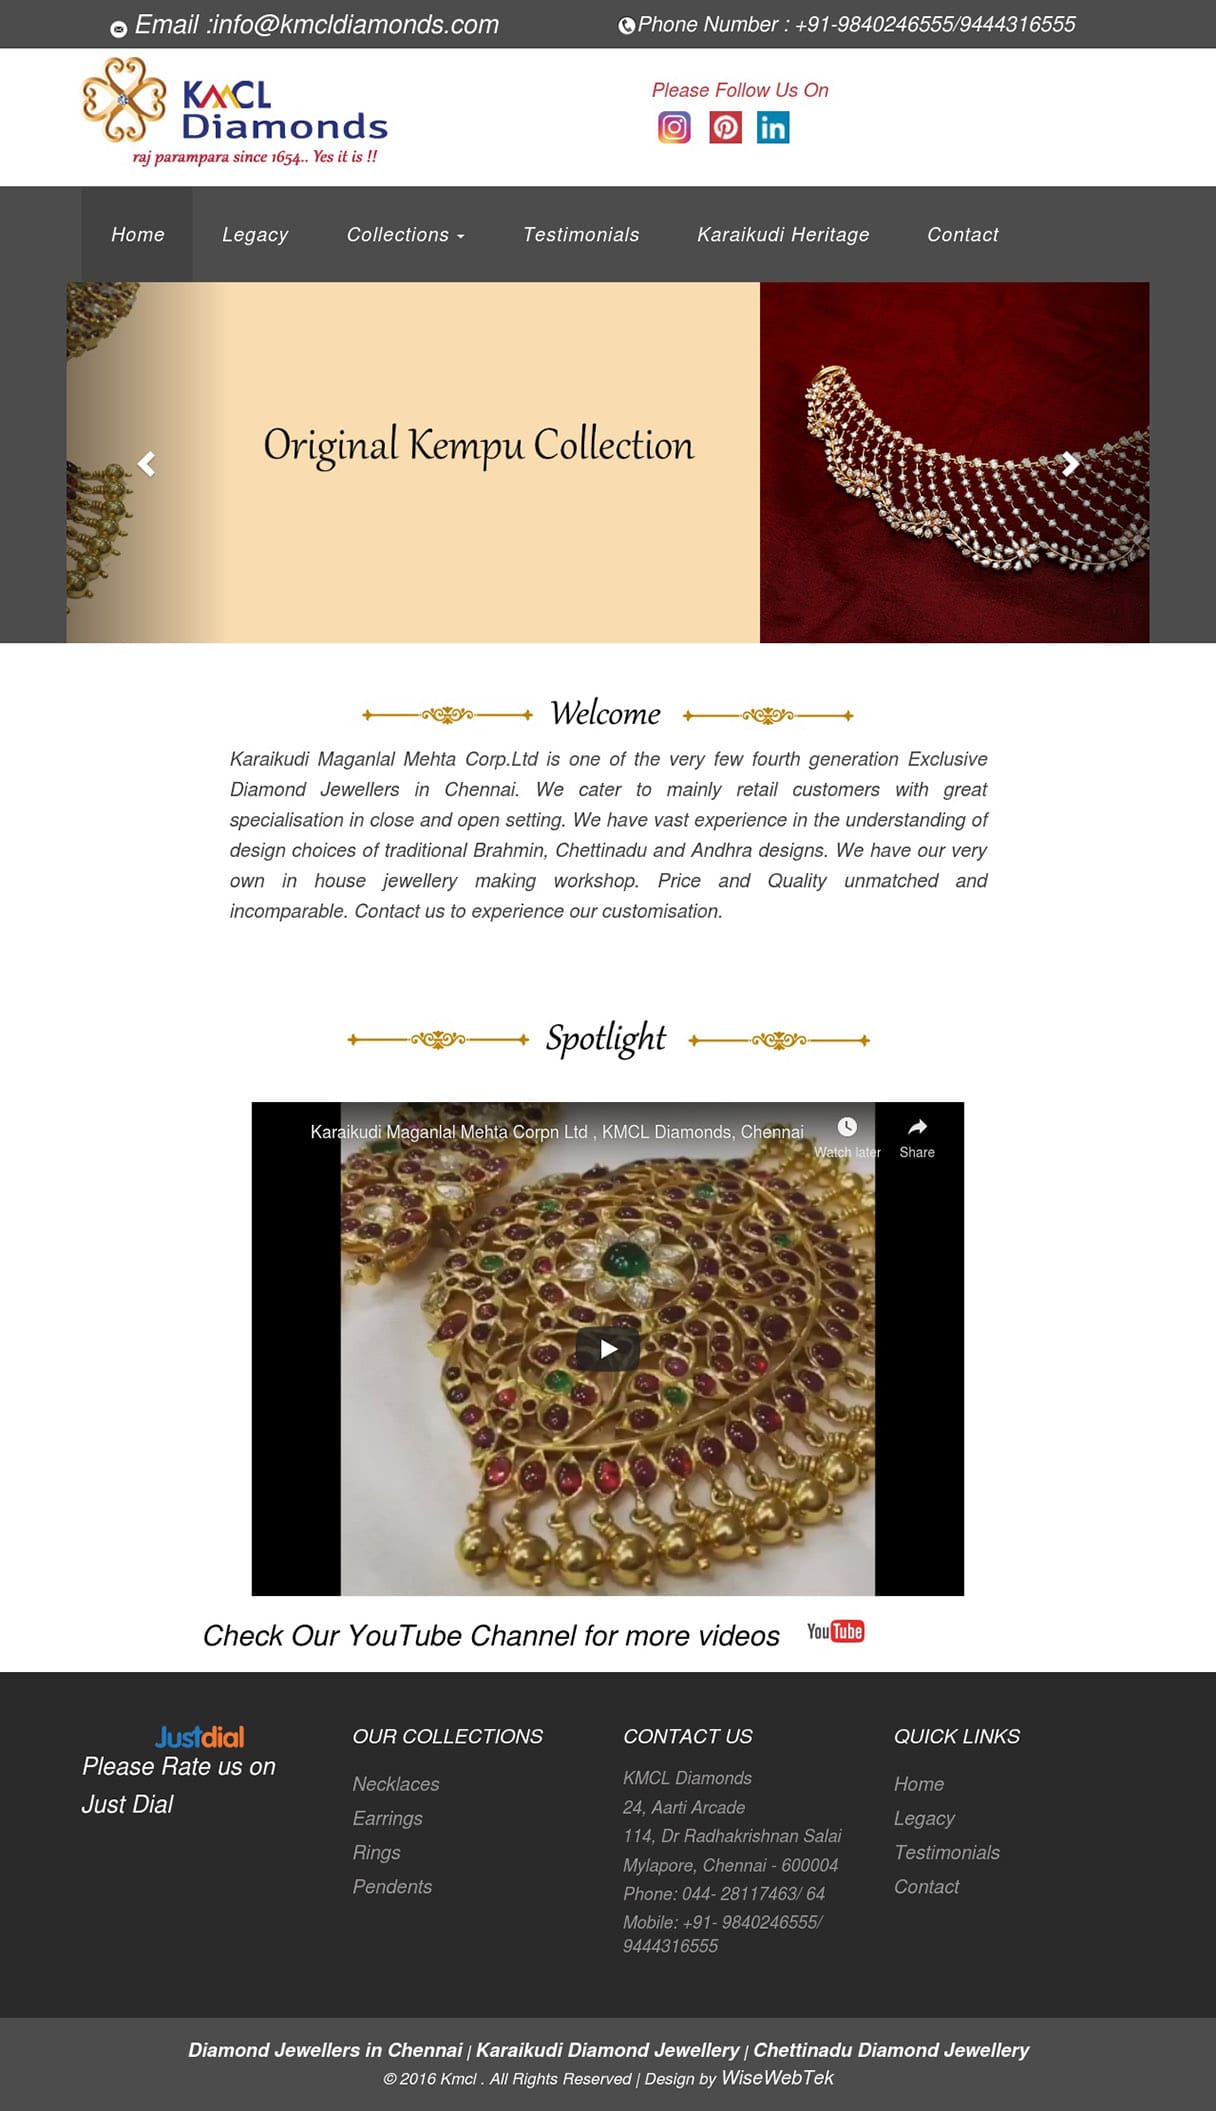 Email :info@kmcldiamonds.com
Phone Number : +91-9840246555/9444316555
KMCL
Diamonds
raj parampara since 1654.. Yes it is !!
Please Follow Us On
in
Home
Legacy
Collections
Testimonials
Karaikudi Heritage
Contact
Original Kempu Collection
Welcome
Karaikudi Maganlal Mehta Corp.Ltd is one of the very few fourth generation Exclusive
Diamond Jewellers in Chennai. We cater to mainly retail customers with great
specialisation in close and open setting. We have vast experience in the understanding of
design choices of traditional Brahmin, Chettinadu and Andhra designs. We have our very
own in house jewellery making workshop. Price and Quality unmatched and
incomparable. Contact us to experience our customisation.
Spotlight
Karaikudi Maganlal Mehta Corpn Ltd , KMCL Diamonds, Chennai
Watch later
Share
Check Our YouTube Channel for more videos
YouTube
Justdial
Please Rate us on
Just Dial
OUR COLLECTIONS
Necklaces
Earrings
Rings
Pendents
CONTACT US
KMCL Diamonds
24, Aarti Arcade
114, Dr Radhakrishnan Salai
Mylapore, Chennai - 600004
Phone: 044- 28117463/ 64
Mobile: +91- 9840246555/
9444316555
QUICK LINKS
Home
Legacy
Testimonials
Contact
Diamond Jewellers in Chennai | Karaikudi Diamond Jewellery | Chettinadu Diamond Jewellery
© 2016 Kmcl . All Rights Reserved | Design by WiseWebTek